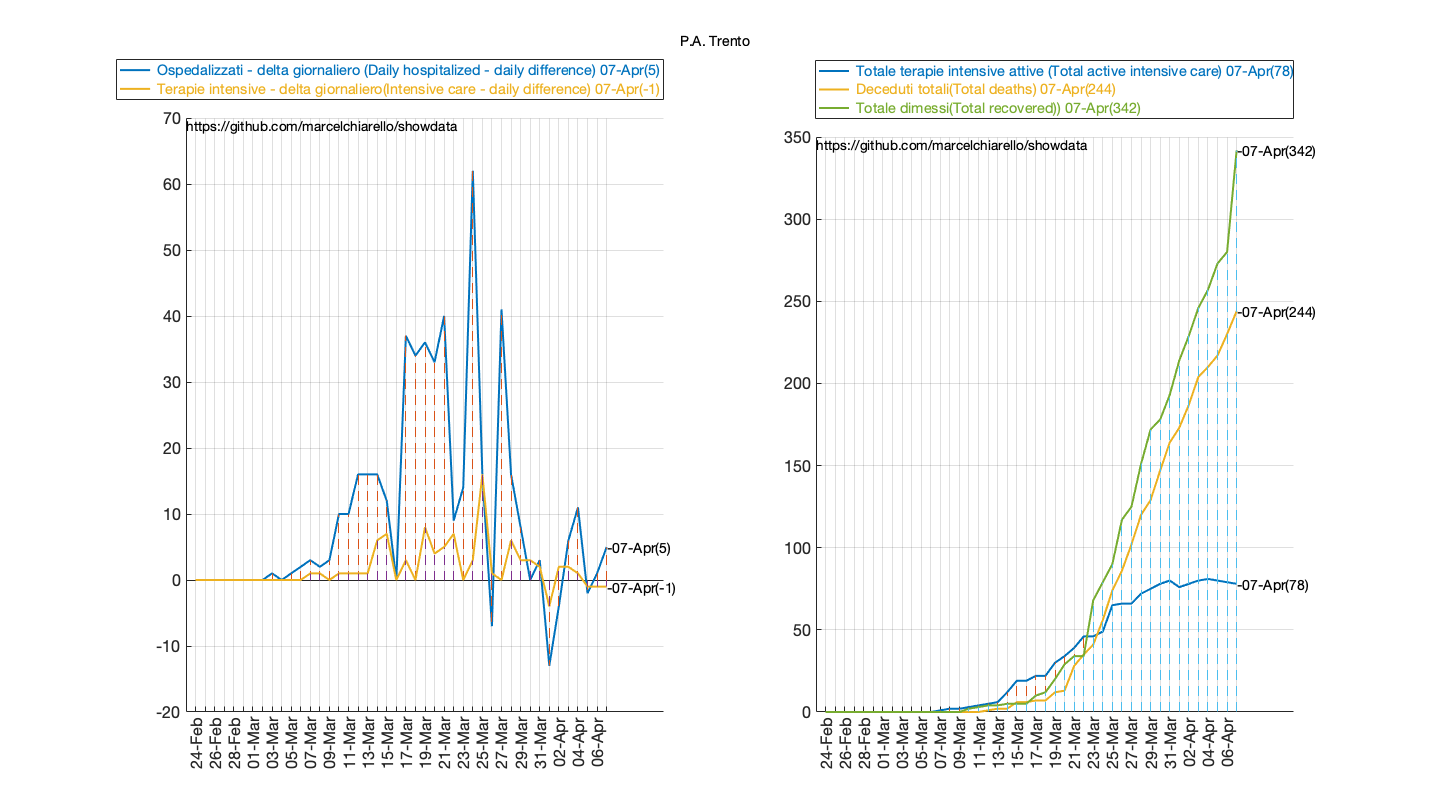 P.A. Trento
Ospedalizzati - delta giornaliero (Daily hospitalized - daily difference) 07-Apr(5)
Terapie intensive - delta giornaliero(Intensive care - daily difference) 07-Apr(-1)
https://github.com/marcelchiarello/showdata
70
60
50
40
30
20
10
0
-10
-20
-07-Apr(5)
-07-Apr(-1)
24-Feb
26-Feb
28-Feb
01-Mar
03-Mar
05-Mar
07-Mar
09-Mar
11-Mar
13-Mar
15-Mar
17-Mar
19-Mar
21-Mar
23-Mar
25-Mar
27-Mar
29-Mar
31-Mar
02-Apr
04-Apr
06-Apr
Totale terapie intensive attive (Total active intensive care) 07-Apr(78)
Deceduti totali(Total deaths) 07-Apr(244)
Totale dimessi(Total recovered)) 07-Apr(342)
https://github.com/marcelchiarello/showdata
350
300
250
200
150
100
50
0
-07-Apr(342)
-07-Apr(244)
-07-Apr(78)
24-Feb
26-Feb
28-Feb
01-Mar
03-Mar
05-Mar
07-Mar
09-Mar
11-Mar
13-Mar
15-Mar
17-Mar
19-Mar
21-Mar
23-Mar
25-Mar
27-Mar
29-Mar
31-Mar
02-Apr
04-Apr
06-Apr